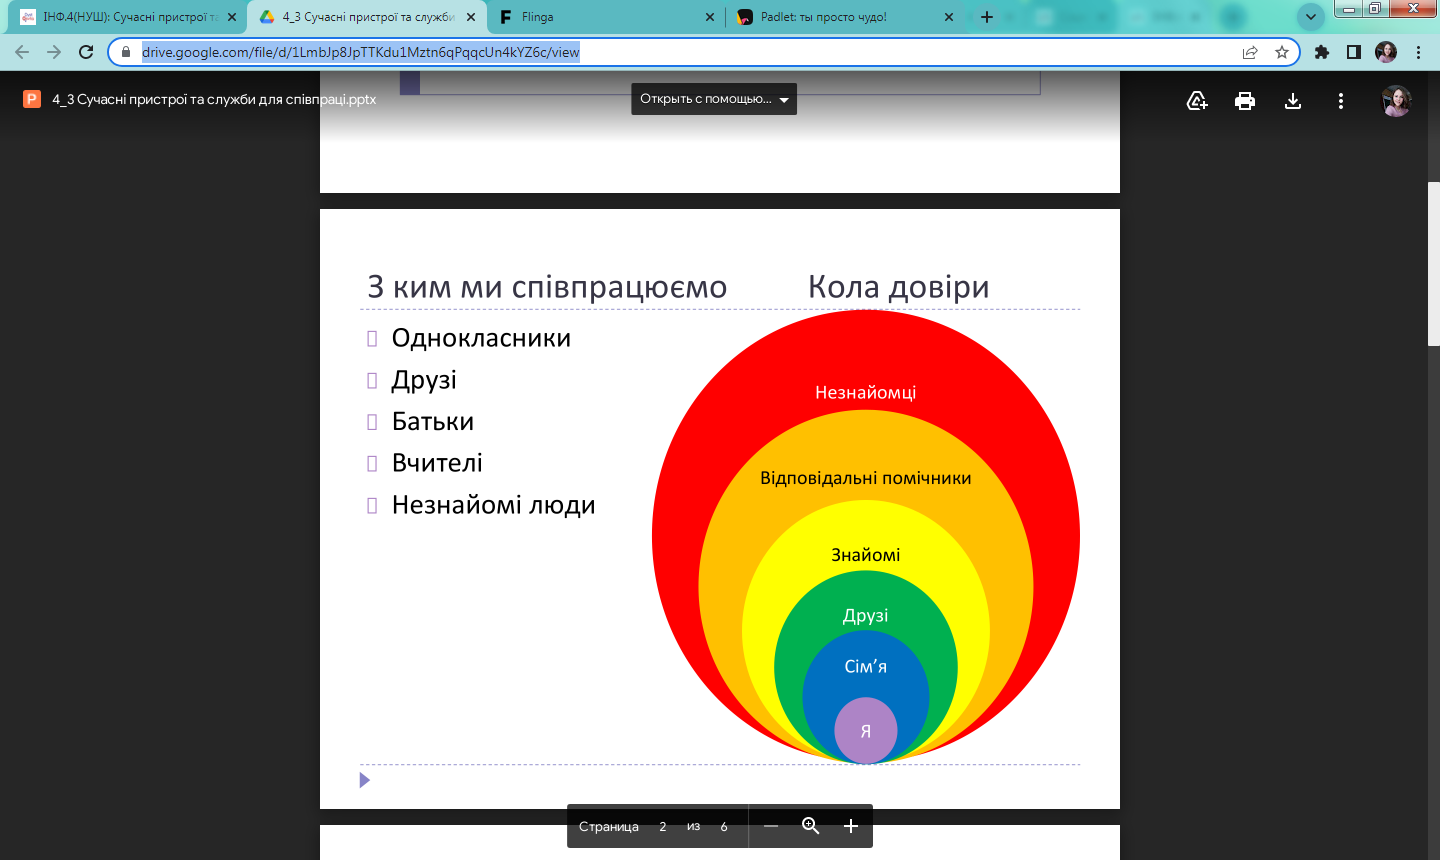 ІНФ.4(НУШ): Сучасні пристрої та
4_3 Сучасні пристрої та служби
Flinga
Padlet: ты просто чудо!
drive.google.com/file/d/1LmbJp8JpTTKdu1Mztn6qPqqcUn4kYZ6c/view
P
4_3 Сучасні пристрої та служби для співпраці.pptx
Открыть с помощью...
З ким ми співпрацюємо
Однокласники
Друзі
Батьки
Вчителі
Незнайомі люди
Кола довіри
Незнайомці
Відповідальні помічники
Знайомі
Друзі
Сім’я
Я
Страница 2 из 6